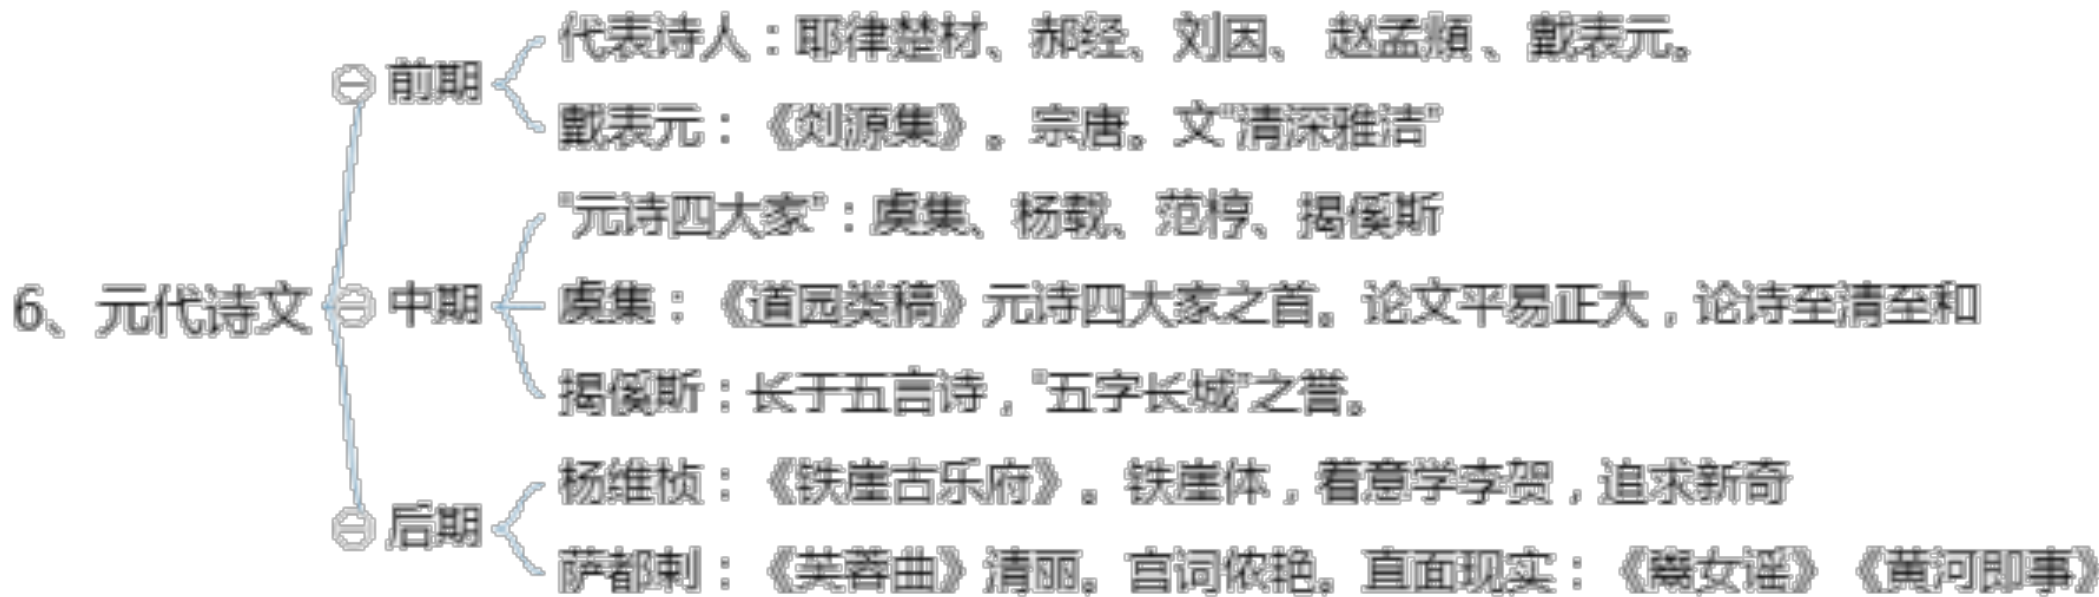 6、元代诗文
前期
代表诗人：耶律楚材、郝经、刘因、 赵孟頫、戴表元。
戴表元：《剡源集》。宗唐。文"清深雅洁"
中期
"元诗四大家"：虞集、杨载、范梈、揭傒斯
虞集：《道园类稿》元诗四大家之首。论文平易正大，论诗至清至和
揭傒斯：长于五言诗，"五字长城"之誉。
后期
杨维桢：《铁崖古乐府》。铁崖体，着意学李贺，追求新奇
萨都剌：《芙蓉曲》清丽。宫词侬艳。直面现实：《鬻女谣》《黄河即事》